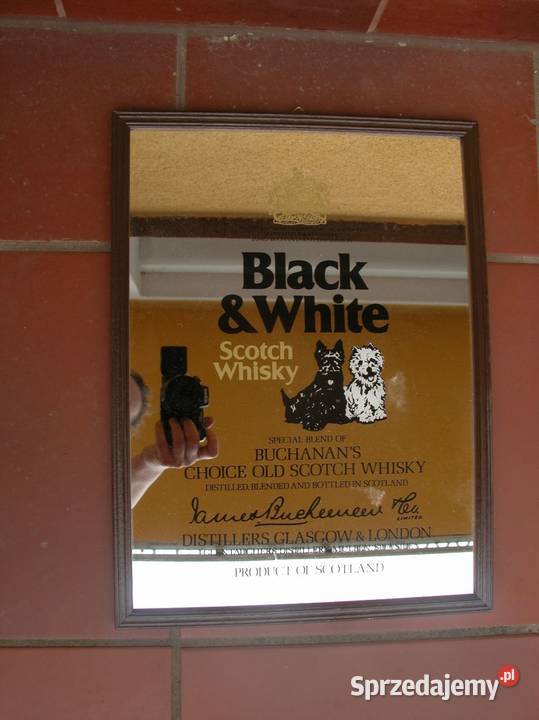 Black
& White
Scotch
Whisky
SPECIAL BLEND OF
BUCHANAN'S
CHOICE OLD SCOTCH WHISKY
DISTILLED, BLENDED AND BOTTLED IN SCOTLAND
James Buchanan & Co.
LIMITED
DISTILLERS GLASGOW & LONDON
PRODUCT OF SCOTLAND
Sprzedajemy.pl